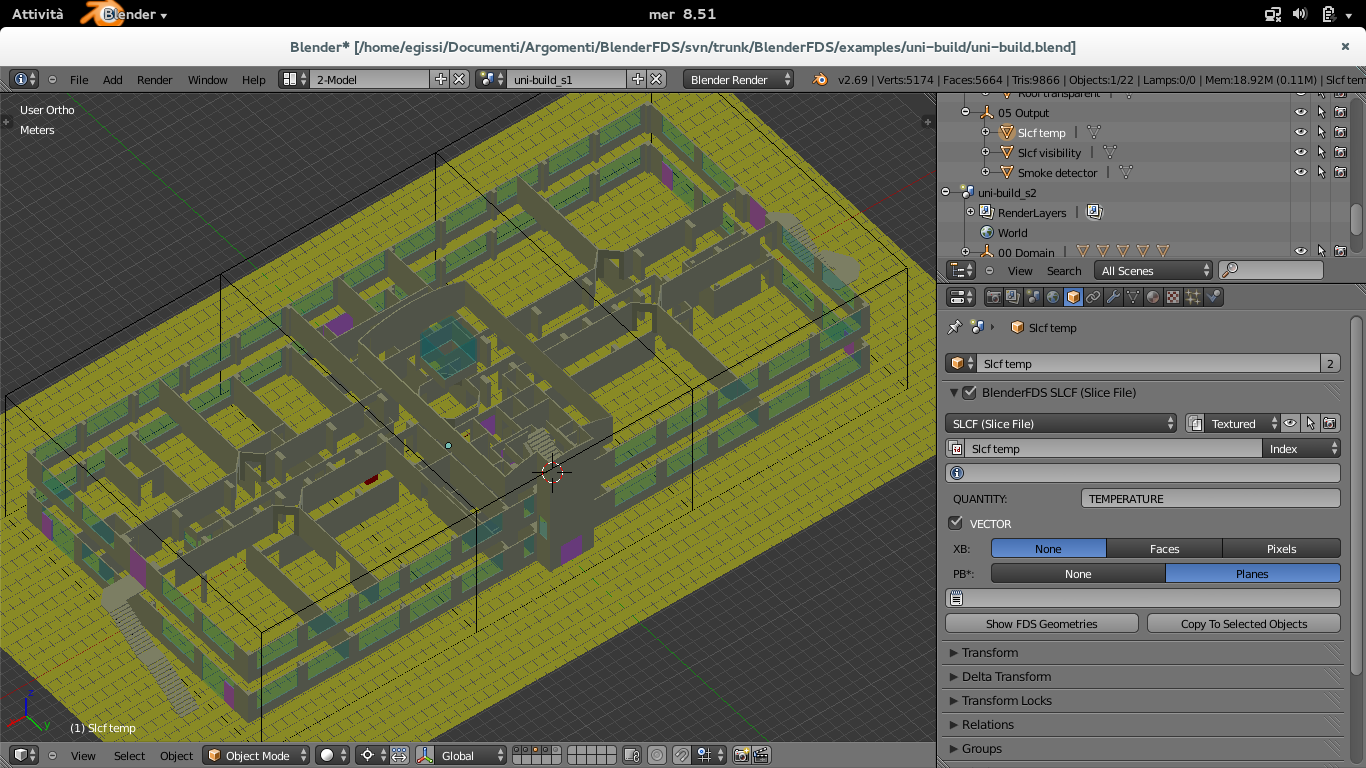 Attività Blender mer 8.51
Blender* [/home/egissi/Documenti/Argomenti/BlenderFDS/svn/trunk/BlenderFDS/examples/uni-build/uni-build.blend]
File Add Render Window Help 2-Model uni-build_s1 Blender Render v2.69 | Verts:5174 | Faces:5664 | Tris:9866 | Objects:1/22 | Lamps:0/0 | Mem:18.92M (0.11M) | Slcf tem
User Ortho
Meters
Roof transparent
05 Output
Slcf temp
Slcf visibility
Smoke detector
uni-build_s2
RenderLayers
World
00 Domain
View Search All Scenes
Slcf temp
Slcf temp 2
BlenderFDS SLCF (Slice File)
SLCF (Slice File) Textured
Slcf temp Index
QUANTITY: TEMPERATURE
VECTOR
XB: None Faces Pixels
PB*: None Planes
Show FDS Geometries Copy To Selected Objects
Transform
Delta Transform
Transform Locks
Relations
Groups
z
y
(1) Slcf temp
View Select Object Object Mode Global